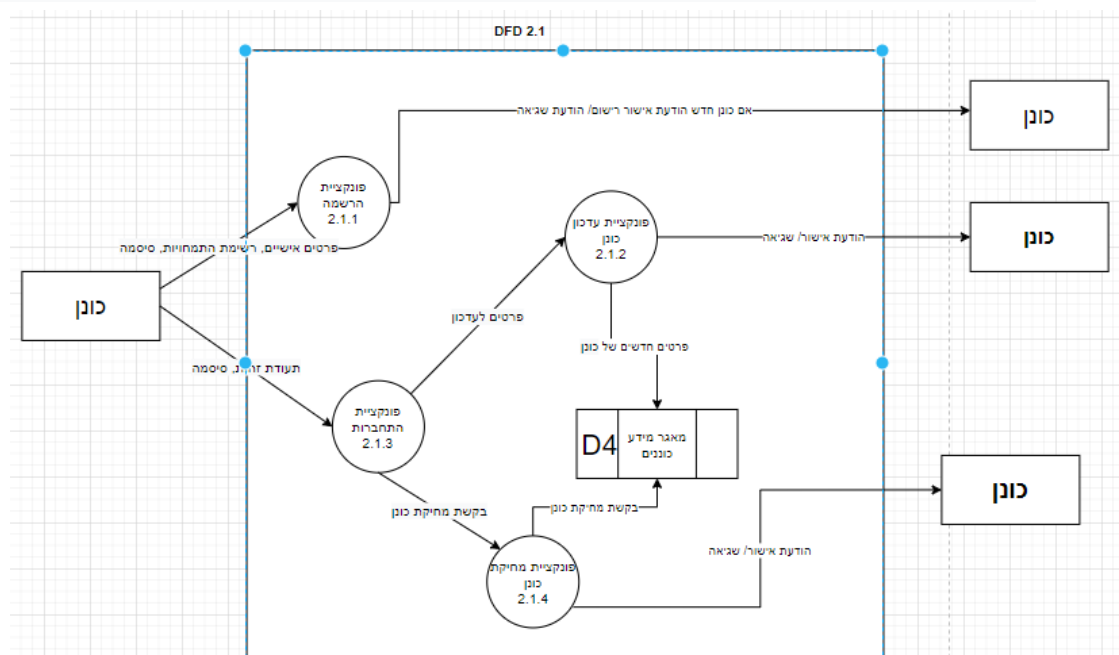 DFD 2.1
אם כונן חדש הודעת אישור רישום/ הודעת שגיאה
כונן
פונקציית
הרשמה
2.1.1
פונקציית עדכון
כונן
2.1.2
הודעת אישור/ שגיאה
כונן
פרטים אישיים, רשימת התמחויות, סיסמה
כונן
פרטים לעדכון
פרטים חדשים של כונן
תעודת זהות, סיסמה
פונקציית
התחברות
2.1.3
D4
מאגר מידע
כוננים
כונן
בקשת מחיקת כונן
בקשת מחיקת כונן
הודעת אישור/ שגיאה
פונקציית מחיקת
כונן
2.1.4